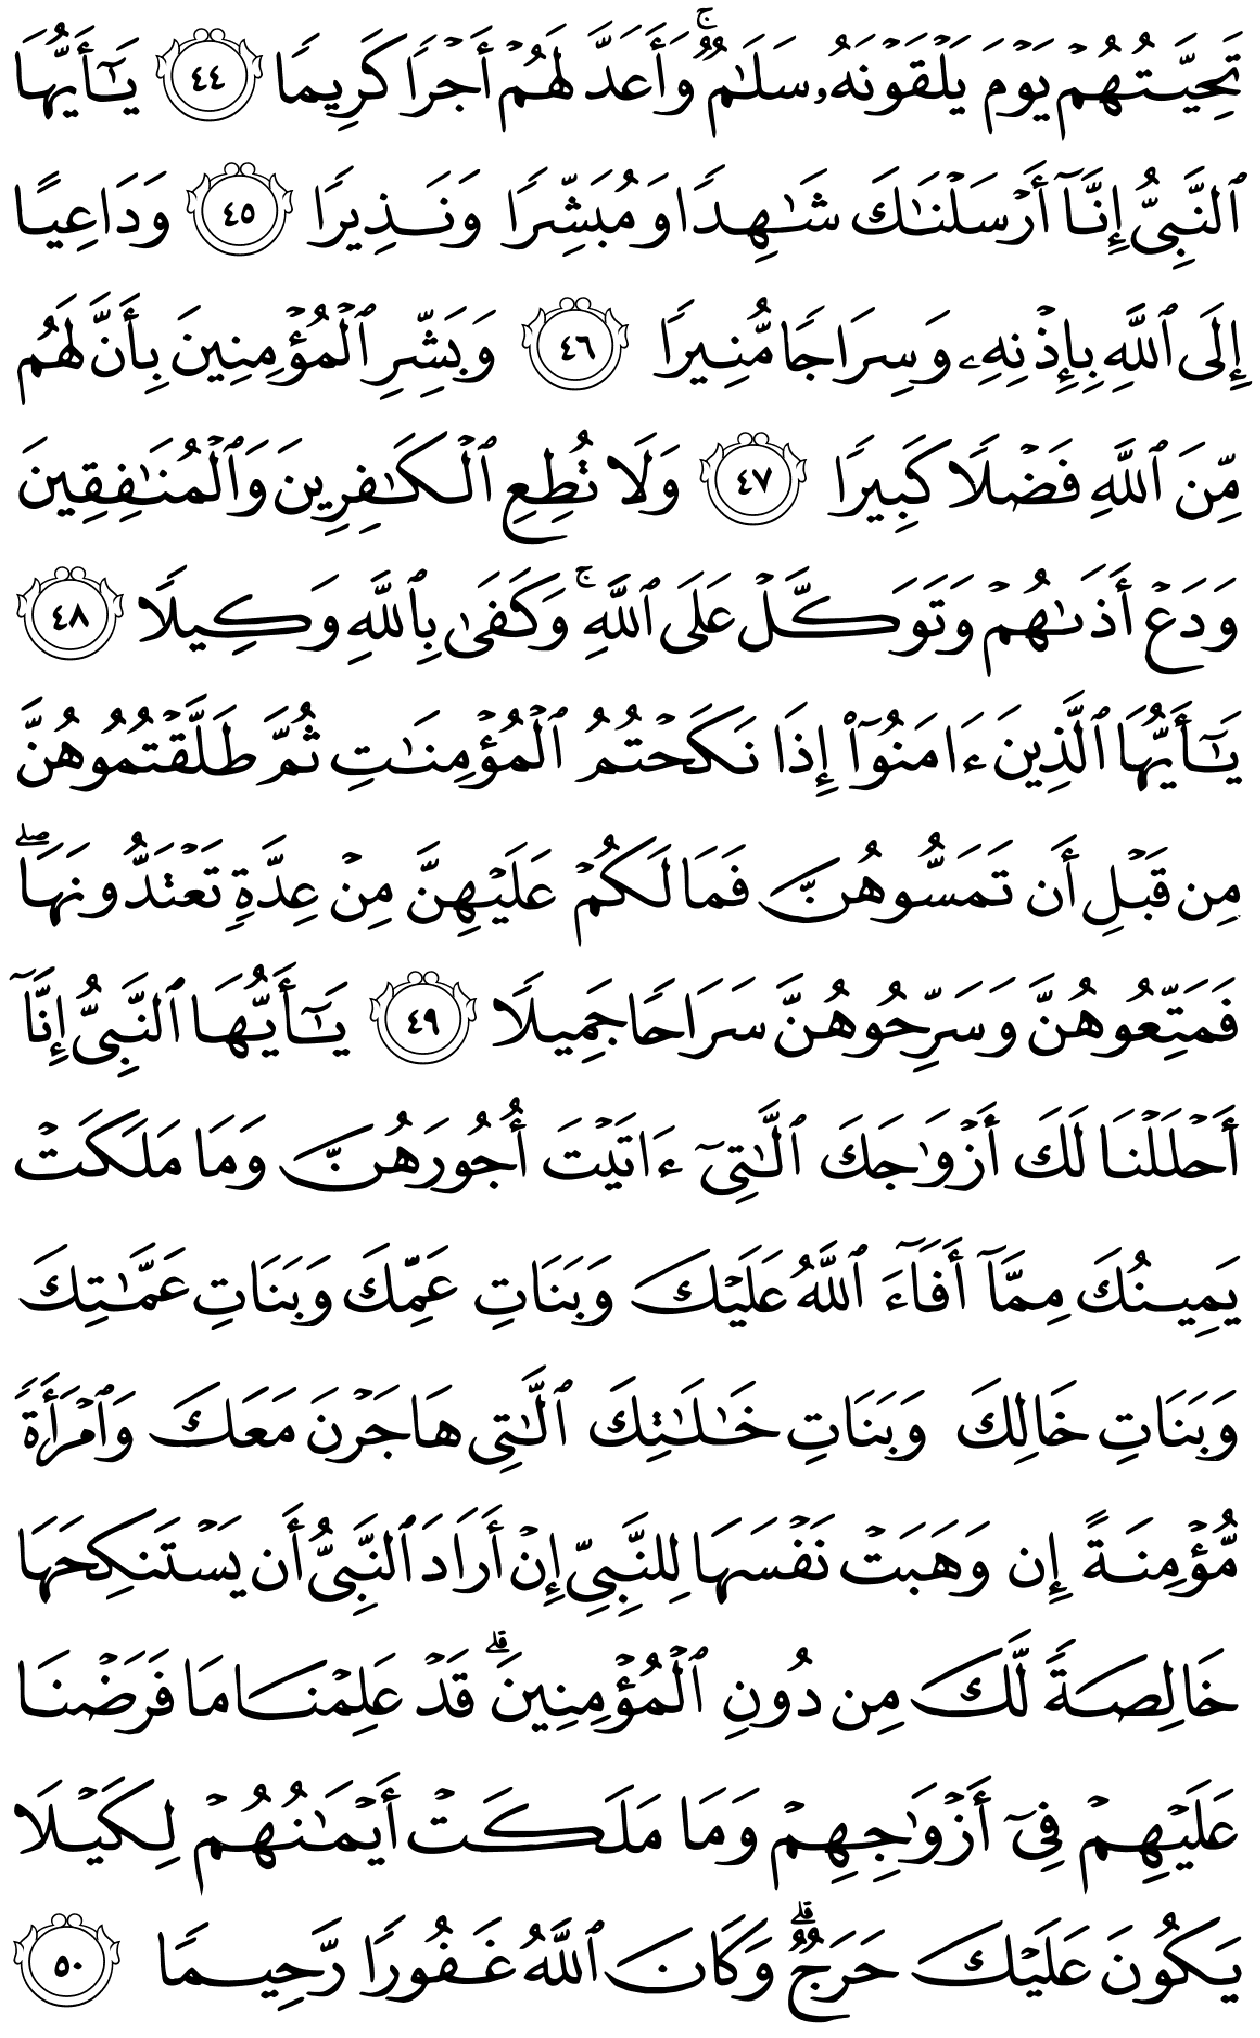 تَحِيَّتُهُمْ يَوْمَ يَلْقَوْنَهُۥ سَلَٰمٌۚ وَأَعَدَّ لَهُمْ أَجْرًا كَرِيمًا ٤٤ يَٰٓأَيُّهَا
ٱلنَّبِىُّ إِنَّآ أَرْسَلْنَٰكَ شَٰهِدًا وَمُبَشِّرًا وَنَذِيرًا ٤٥ وَدَاعِيًا
إِلَى ٱللَّهِ بِإِذْنِهِۦ وَسِرَاجًا مُّنِيرًا ٤٦ وَبَشِّرِ ٱلْمُؤْمِنِينَ بِأَنَّ لَهُم
مِّنَ ٱللَّهِ فَضْلًا كَبِيرًا ٤٧ وَلَا تُطِعِ ٱلْكَٰفِرِينَ وَٱلْمُنَٰفِقِينَ
وَدَعْ أَذَىٰهُمْ وَتَوَكَّلْ عَلَى ٱللَّهِۚ وَكَفَىٰ بِٱللَّهِ وَكِيلًا ٤٨
يَٰٓأَيُّهَا ٱلَّذِينَ ءَامَنُوٓا۟ إِذَا نَكَحْتُمُ ٱلْمُؤْمِنَٰتِ ثُمَّ طَلَّقْتُمُوهُنَّ
مِن قَبْلِ أَن تَمَسُّوهُنَّ فَمَا لَكُمْ عَلَيْهِنَّ مِنْ عِدَّةٍ تَعْتَدُّونَهَاۖ
فَمَتِّعُوهُنَّ وَسَرِّحُوهُنَّ سَرَاحًا جَمِيلًا ٤٩ يَٰٓأَيُّهَا ٱلنَّبِىُّ إِنَّآ
أَحْلَلْنَا لَكَ أَزْوَٰجَكَ ٱلَّٰتِىٓ ءَاتَيْتَ أُجُورَهُنَّ وَمَا مَلَكَتْ
يَمِينُكَ مِمَّآ أَفَآءَ ٱللَّهُ عَلَيْكَ وَبَنَاتِ عَمِّكَ وَبَنَاتِ عَمَّٰتِكَ
وَبَنَاتِ خَالِكَ وَبَنَاتِ خَٰلَٰتِكَ ٱلَّٰتِى هَاجَرْنَ مَعَكَ وَٱمْرَأَةً
مُّؤْمِنَةً إِن وَهَبَتْ نَفْسَهَا لِلنَّبِىِّ إِنْ أَرَادَ ٱلنَّبِىُّ أَن يَسْتَنكِحَهَا
خَالِصَةً لَّكَ مِن دُونِ ٱلْمُؤْمِنِينَۗ قَدْ عَلِمْنَا مَا فَرَضْنَا
عَلَيْهِمْ فِىٓ أَزْوَٰجِهِمْ وَمَا مَلَكَتْ أَيْمَٰنُهُمْ لِكَيْلَا
يَكُونَ عَلَيْكَ حَرَجٌۗ وَكَانَ ٱللَّهُ غَفُورًا رَّحِيمًا ٥٠